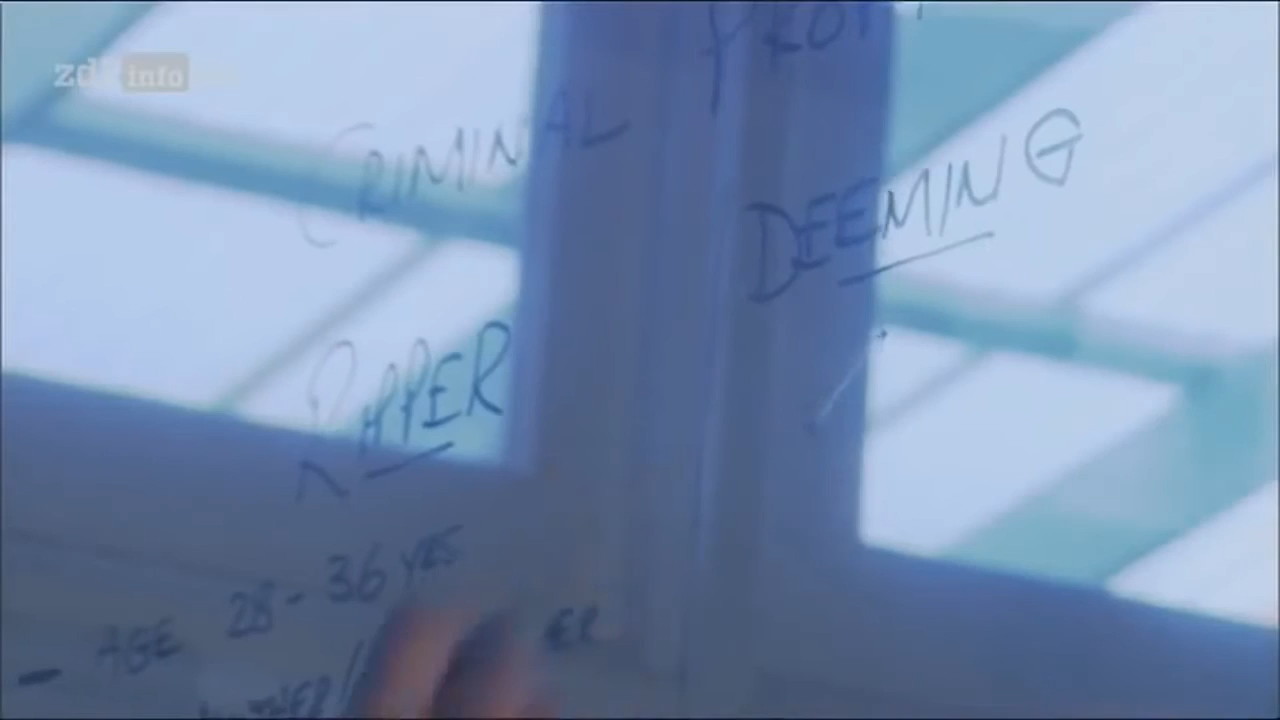 zdf info
CRIMINAL
DEEMING
RIPPER
- AGE 28-36 YRS